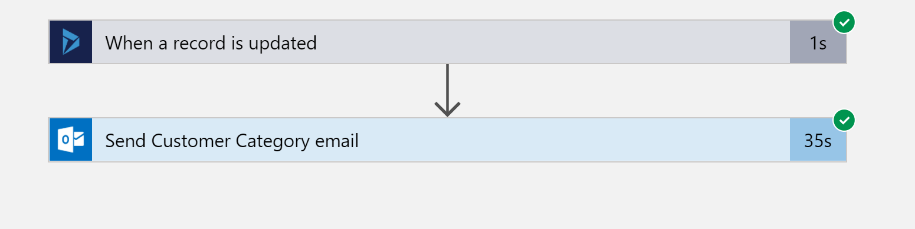 When a record is updated 1s
Send Customer Category email 35s